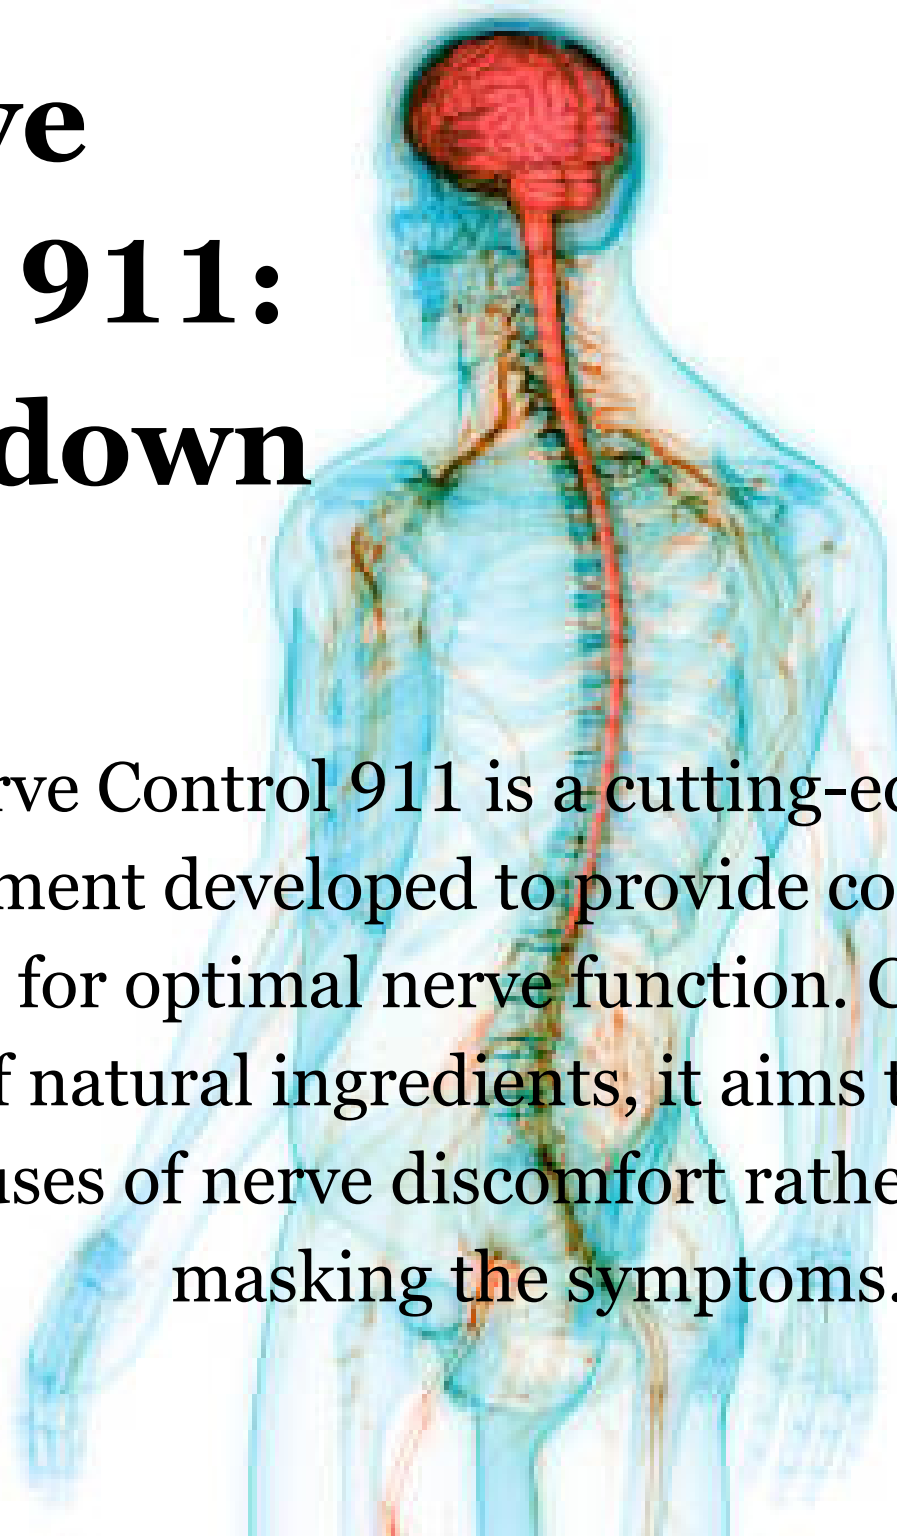 ve
911:
down
rve Control 911 is a cutting-ed
ment developed to provide co
for optimal nerve function. C
f natural ingredients, it aims t
uses of nerve discomfort rathe
masking the symptoms.